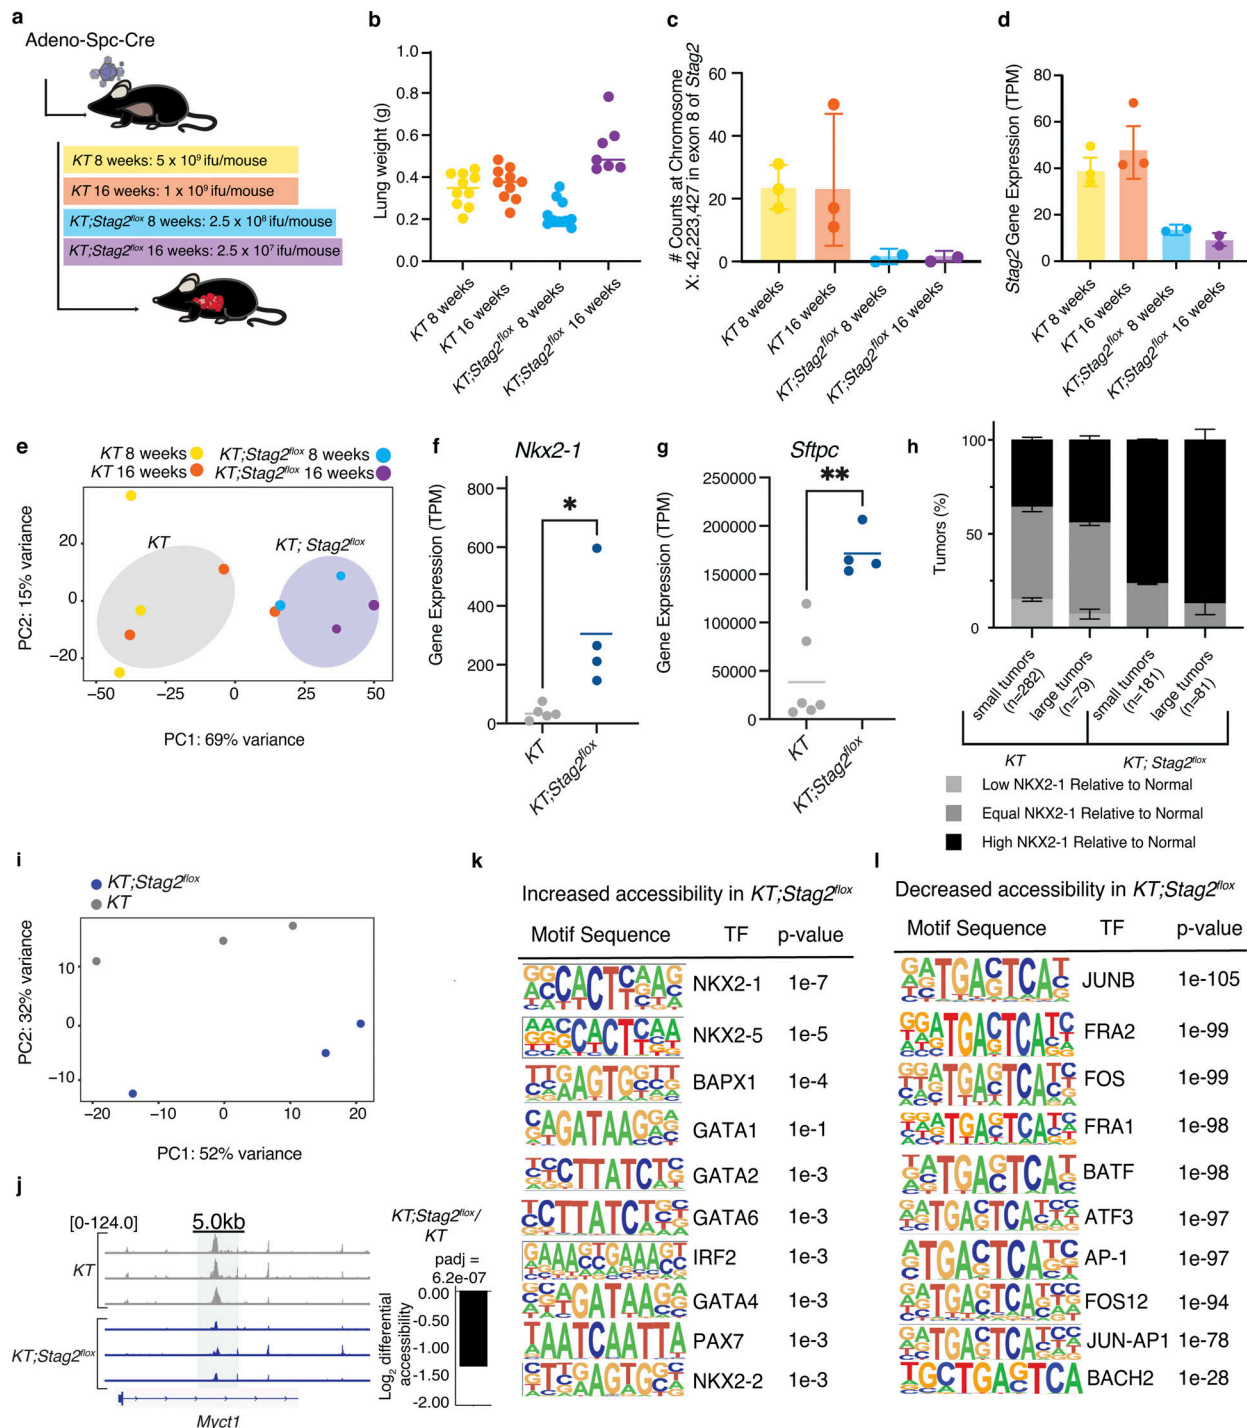 a
Adeno-Spc-Cre
KT 8 weeks: 5 x 10⁹ ifu/mouse
KT 16 weeks: 1 x 10⁹ ifu/mouse
KT;Stag2flox 8 weeks: 2.5 x 10⁸ ifu/mouse
KT;Stag2flox 16 weeks: 2.5 x 10⁷ ifu/mouse
b
Lung weight (g)
1.0
0.8
0.6
0.4
0.2
0.0
KT 8 weeks
KT 16 weeks
KT;Stag2flox 8 weeks
KT;Stag2flox 16 weeks
c
# Counts at Chromosome
X: 42,223,427 in exon 8 of Stag2
60
40
20
0
KT 8 weeks
KT 16 weeks
KT;Stag2flox 8 weeks
KT;Stag2flox 16 weeks
d
Stag2 Gene Expression (TPM)
80
60
40
20
0
KT 8 weeks
KT 16 weeks
KT;Stag2flox 8 weeks
KT;Stag2flox 16 weeks
e
KT 8 weeks
KT;Stag2flox 8 weeks
KT 16 weeks
KT;Stag2flox 16 weeks
KT
KT; Stag2flox
PC2: 15% variance
20
0
−20
−50
−25
0
25
50
PC1: 69% variance
f
Nkx2-1
Gene Expression (TPM)
800
600
400
200
0
*
KT
KT;Stag2flox
g
Sftpc
Gene Expression (TPM)
250000
200000
150000
100000
50000
0
**
KT
KT;Stag2flox
h
Tumors (%)
100
50
0
small tumors
(n=282)
large tumors
(n=79)
small tumors
(n=181)
large tumors
(n=81)
KT
KT; Stag2flox
Low NKX2-1 Relative to Normal
Equal NKX2-1 Relative to Normal
High NKX2-1 Relative to Normal
i
KT;Stag2flox
KT
PC2: 32% variance
10
0
−10
−20
−10
0
10
20
PC1: 52% variance
j
[0-124.0]
5.0kb
KT
KT;Stag2flox
Myct1
KT;Stag2flox/
KT
padj =
6.2e-07
Log2 differential
accessibility
0.00
-0.50
-1.00
-1.50
-2.00
k
Increased accessibility in KT;Stag2flox
Motif Sequence TF p-value
NKX2-1 1e-7
NKX2-5 1e-5
BAPX1 1e-4
GATA1 1e-1
GATA2 1e-3
GATA6 1e-3
IRF2 1e-3
GATA4 1e-3
PAX7 1e-3
NKX2-2 1e-3
l
Decreased accessibility in KT;Stag2flox
Motif Sequence TF p-value
JUNB 1e-105
FRA2 1e-99
FOS 1e-99
FRA1 1e-98
BATF 1e-98
ATF3 1e-97
AP-1 1e-97
FOS12 1e-94
JUN-AP1 1e-78
BACH2 1e-28